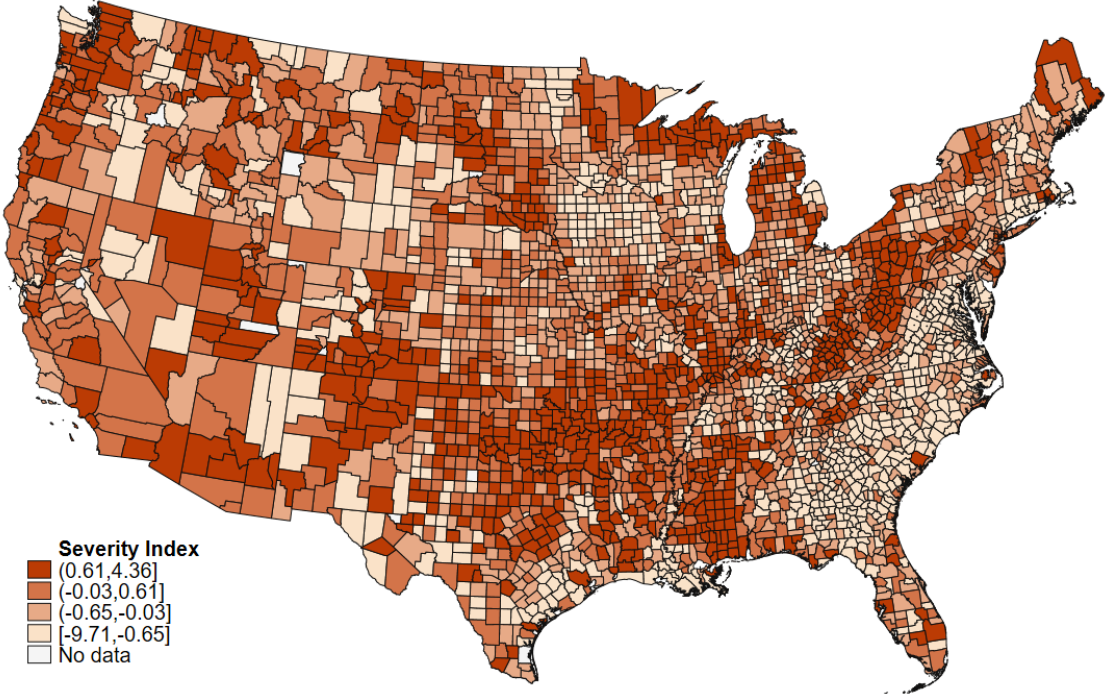 Severity Index
(0.61,4.36]
(-0.03,0.61]
(-0.65,-0.03]
[-9.71,-0.65]
No data